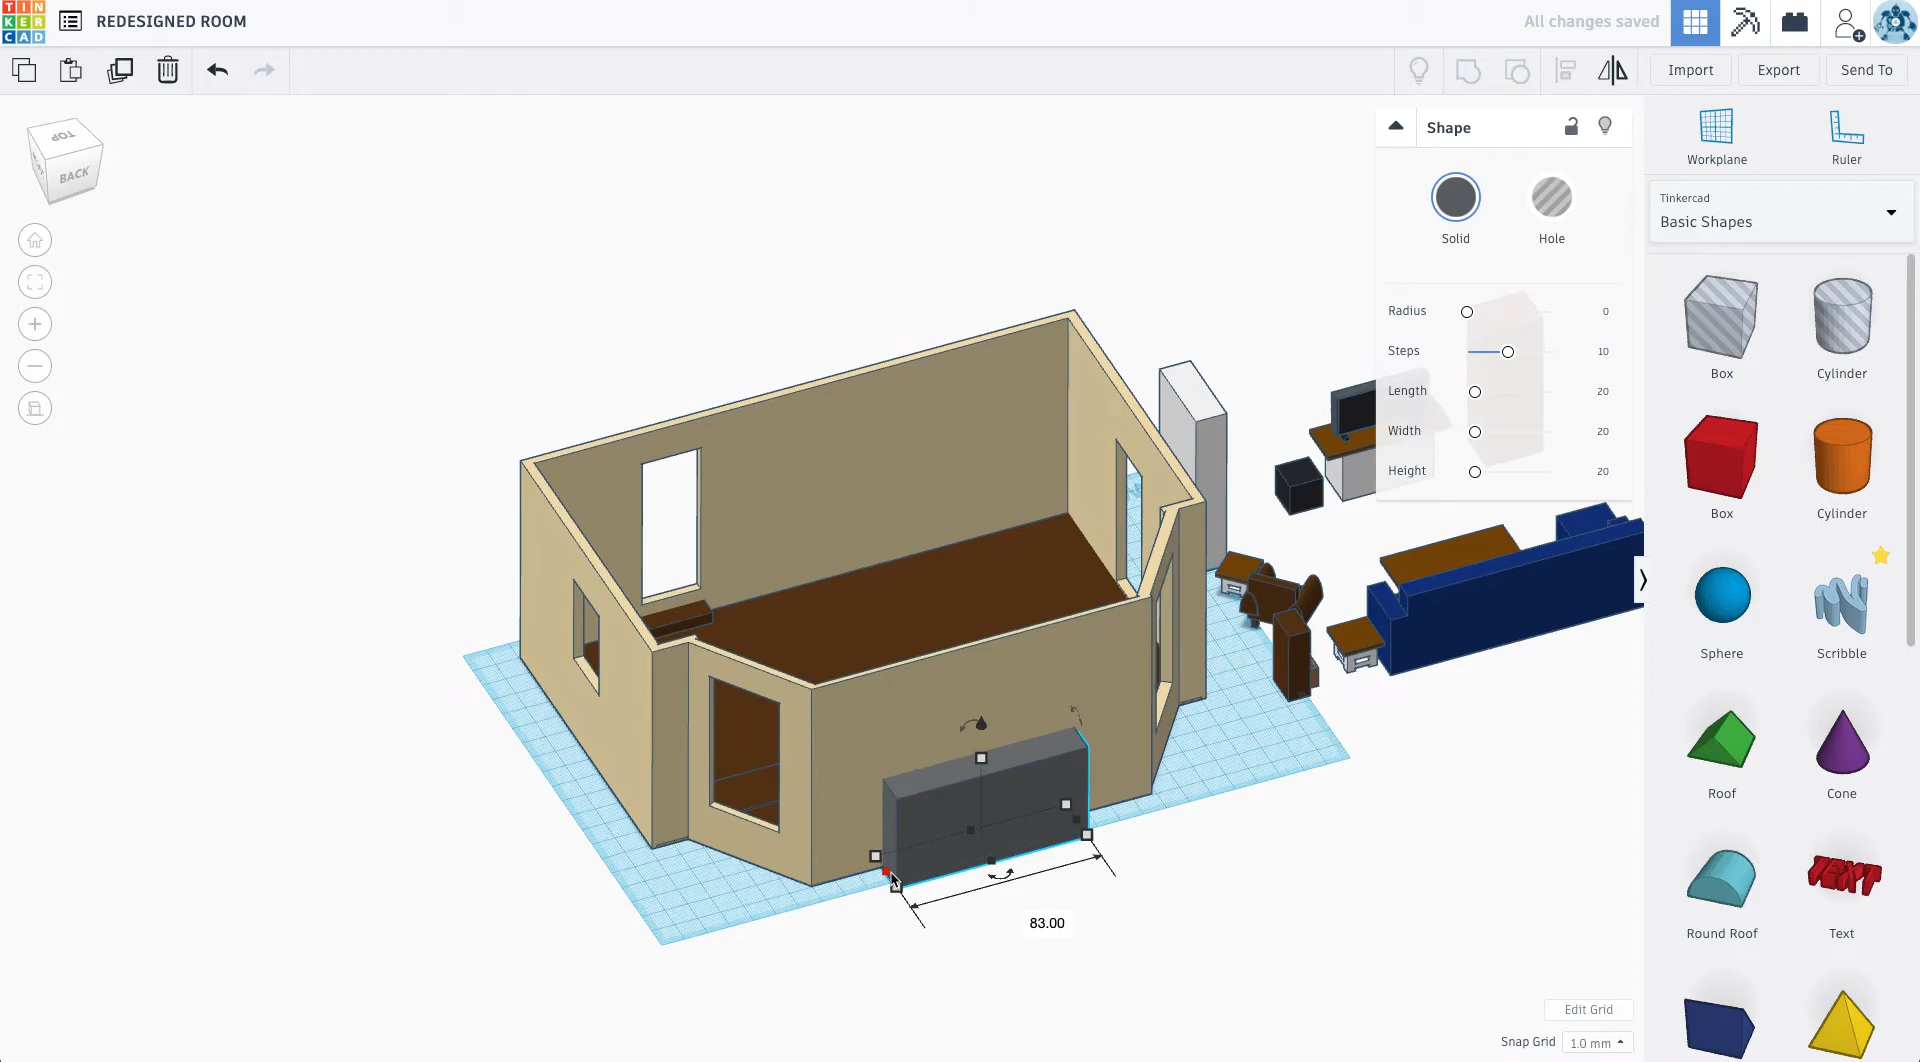 TIN
KER
CAD
REDESIGNED ROOM
All changes saved
Import
Export
Send To
TOP
BACK
Shape
Solid
Hole
Radius
0
Steps
10
Length
20
Width
20
Height
20
Workplane
Ruler
Tinkercad
Basic Shapes
Box
Cylinder
Box
Cylinder
Sphere
Scribble
Roof
Cone
TEXT
Round Roof
Text
83.00
Edit Grid
Snap Grid
1.0 mm